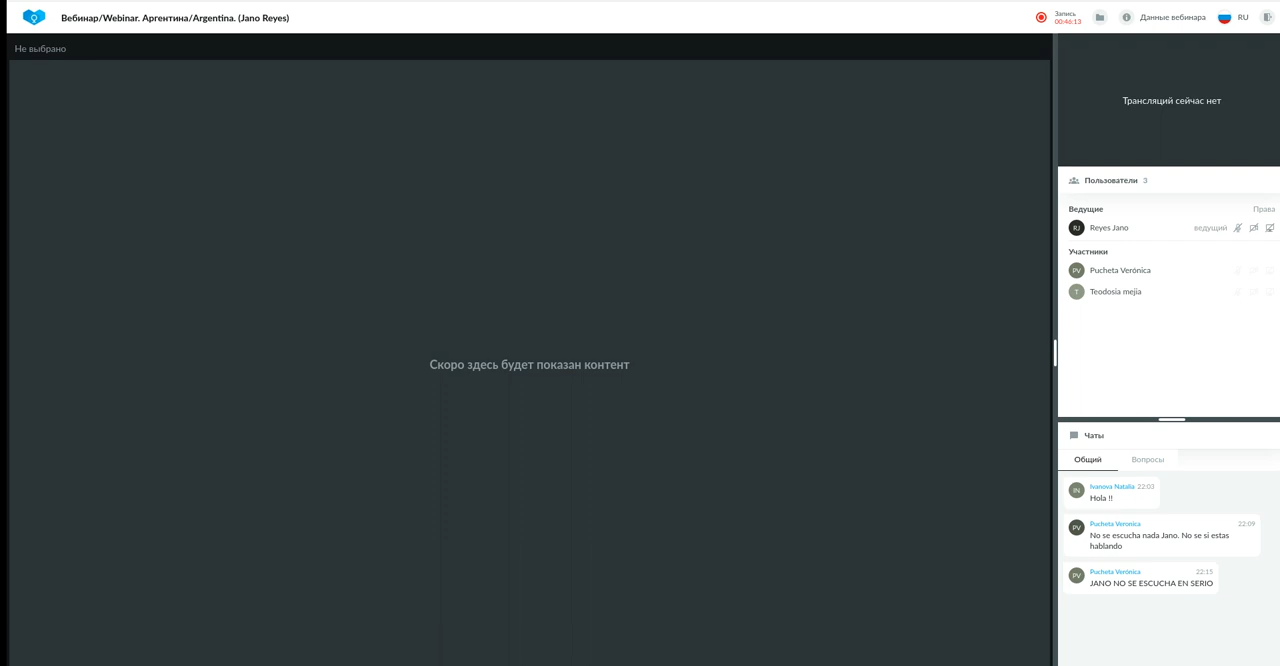 Вебинар/Webinar. Аргентина/Argentina. (Jano Reyes)
Запись
00:46:13
Данные вебинара
RU
Не выбрано
Скоро здесь будет показан контент
Трансляций сейчас нет
Пользователи 3
Ведущие Права
RJ Reyes Jano ведущий
Участники
PV Pucheta Verónica
T Teodosia mejia
Чаты
Общий Вопросы
IN Ivanova Natalia 22:03
Hola !!
PV Pucheta Veronica 22:09
No se escucha nada Jano. No se si estas
hablando
PV Pucheta Verónica 22:15
JANO NO SE ESCUCHA EN SERIO